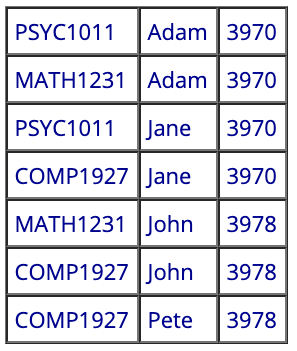 PSYC1011 Adam 3970
MATH1231 Adam 3970
PSYC1011 Jane 3970
COMP1927 Jane 3970
MATH1231 John 3978
COMP1927 John 3978
COMP1927 Pete 3978